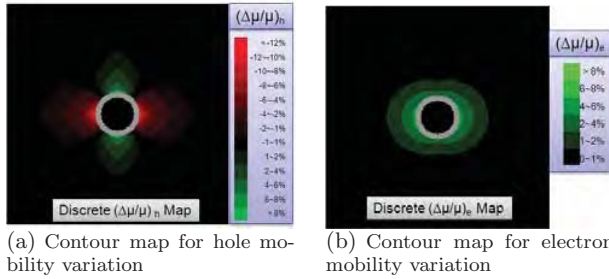 (Δμ/μ)h
<-12%
-12~-10%
-10~-8%
-8~-6%
-6~-4%
-4~-2%
-2~-1%
-1~1%
1~2%
2~4%
4~6%
6~8%
>8%
Discrete (Δμ/μ) h Map
(Δμ/μ)e
>8%
6~8%
4~6%
2~4%
1~2%
0~1%
Discrete (Δμ/μ)e Map
(a) Contour map for hole mo-
bility variation
(b) Contour map for electron
mobility variation